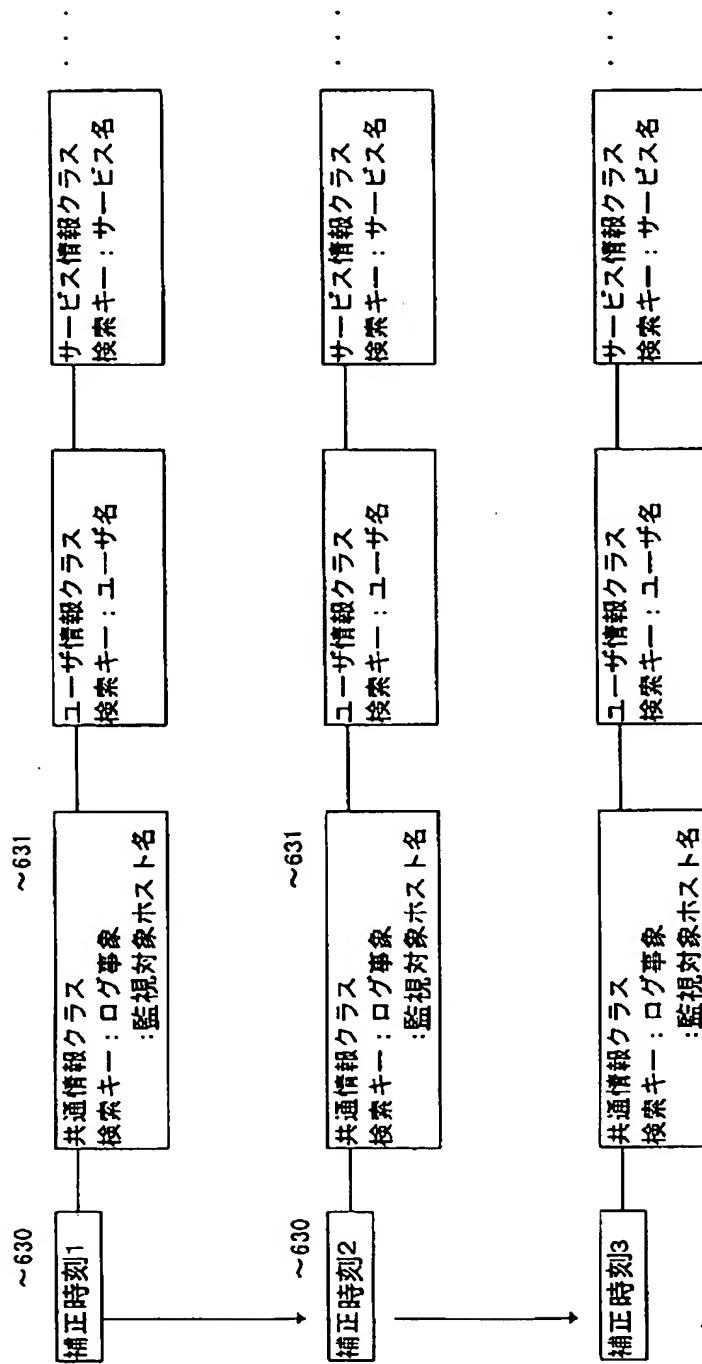 ~630
~631
補正時刻1
共通情報クラス
検索キー:ログ事象
:監視対象ホスト名
ユーザ情報クラス
検索キー:ユーザ名
サービス情報クラス
検索キー:サービス名
・・・
~630
~631
補正時刻2
共通情報クラス
検索キー:ログ事象
:監視対象ホスト名
ユーザ情報クラス
検索キー:ユーザ名
サービス情報クラス
検索キー:サービス名
・・・
補正時刻3
共通情報クラス
検索キー:ログ事象
:監視対象ホスト名
ユーザ情報クラス
検索キー:ユーザ名
サービス情報クラス
検索キー:サービス名
・・・